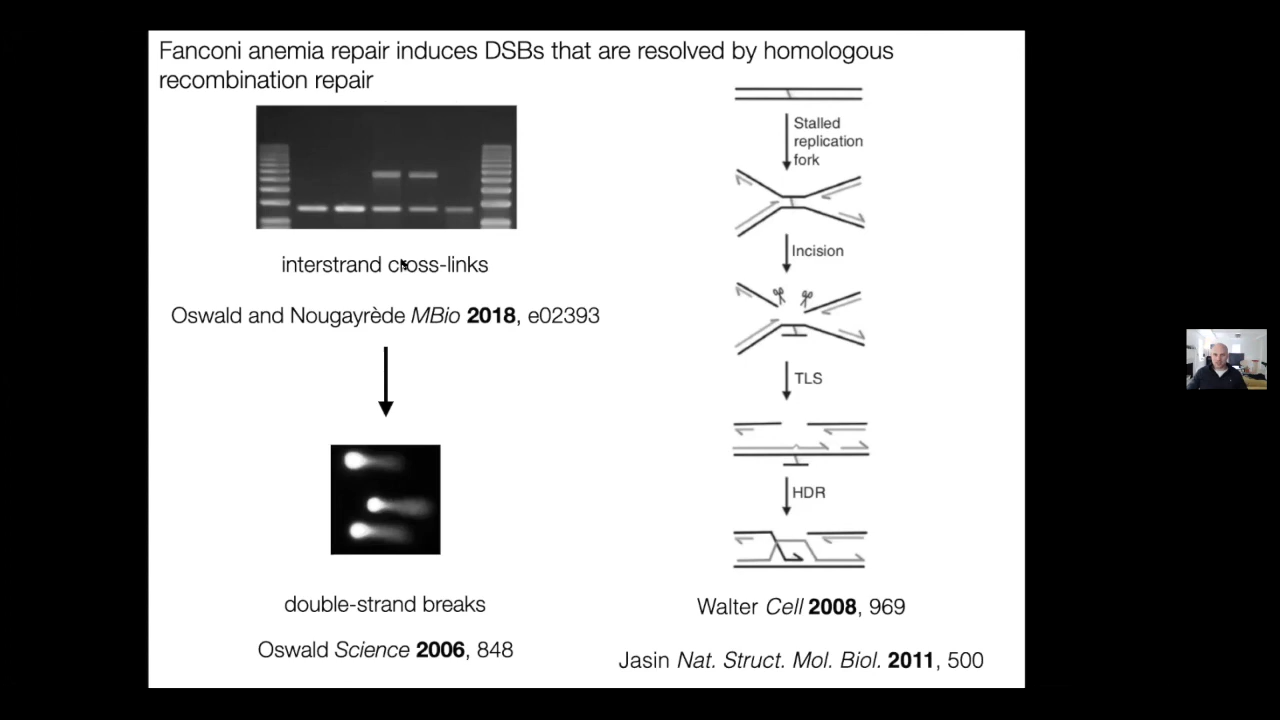 Fanconi anemia repair induces DSBs that are resolved by homologous
recombination repair
interstrand cross-links
Oswald and Nougayrède MBio 2018, e02393
double-strand breaks
Oswald Science 2006, 848
Stalled
replication
fork
Incision
TLS
HDR
Walter Cell 2008, 969
Jasin Nat. Struct. Mol. Biol. 2011, 500